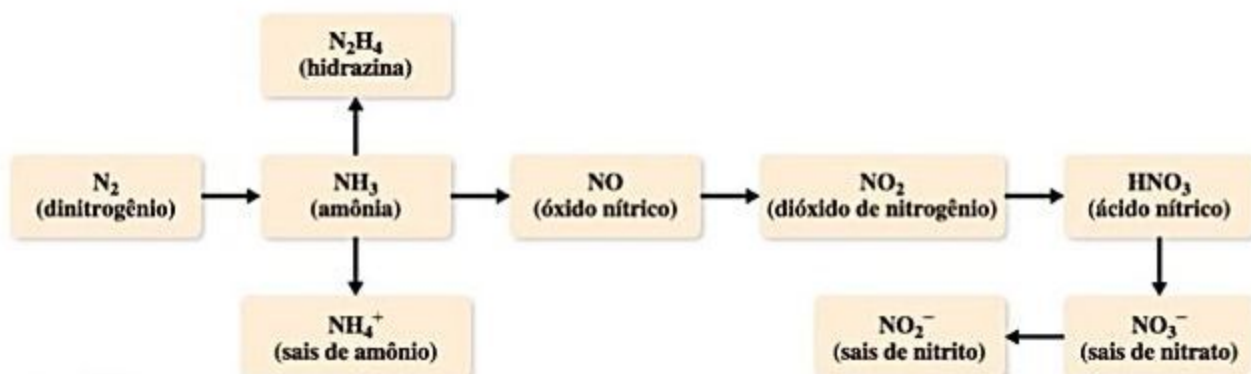 N₂H₄
(hidrazina)
N₂
(dinitrogênio)
NH₃
(amônia)
NO
(óxido nítrico)
NO₂
(dióxido de nitrogênio)
HNO₃
(ácido nítrico)
NH₄⁺
(sais de amônio)
NO₂⁻
(sais de nitrito)
NO₃⁻
(sais de nitrato)